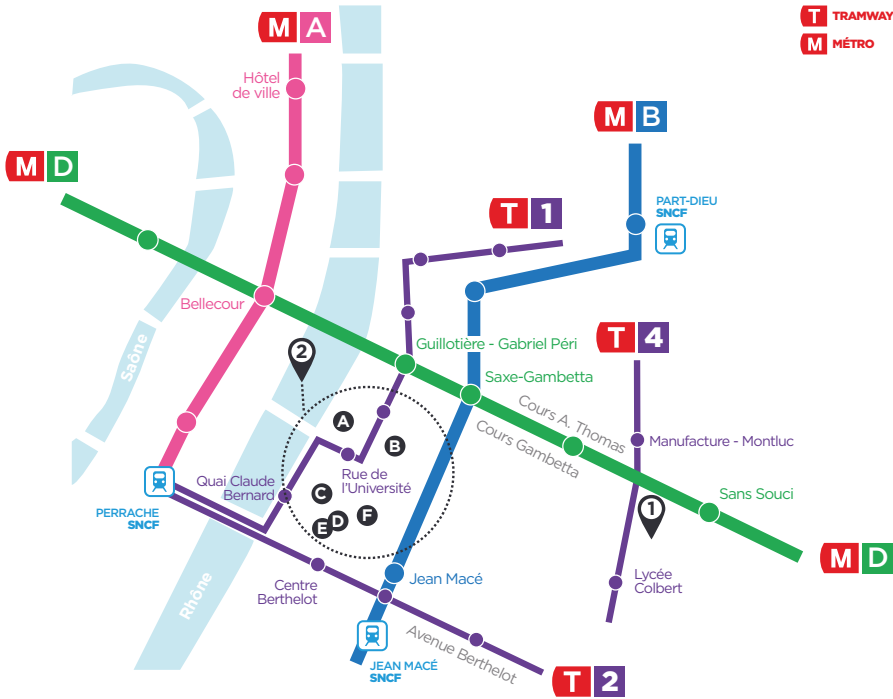 T TRAMWAY
M MÉTRO
M A
Hôtel
de ville
M B
M D
PART-DIEU
SNCF
T 1
Bellecour
Guillotière - Gabriel Péri
T 4
Saône
2
Saxe-Gambetta
Cours A. Thomas
Cours Gambetta
A
B
Manufacture - Montluc
Rue de
l'Université
Quai Claude
Bernard
C
D
E
F
Sans Souci
1
PERRACHE
SNCF
M D
Rhône
Centre
Berthelot
Jean Macé
Lycée
Colbert
Avenue Berthelot
JEAN MACÉ
SNCF
T 2